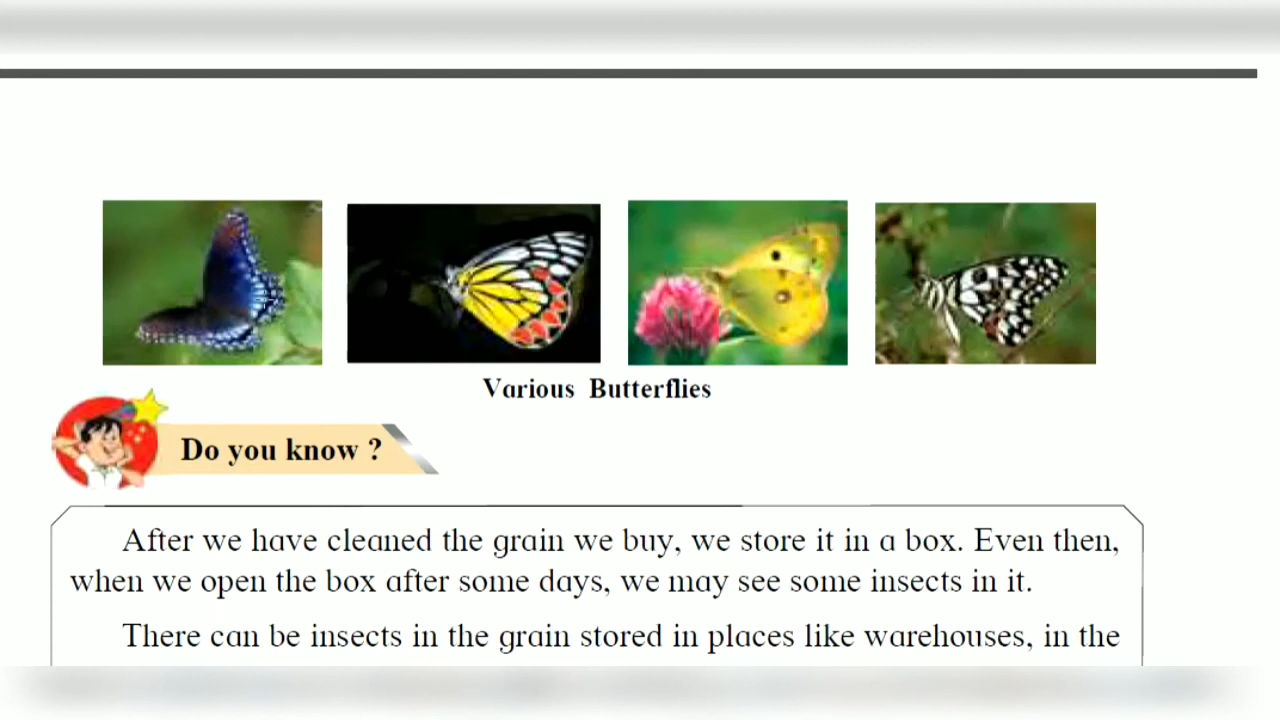 Various Butterflies
Do you know ?
After we have cleaned the grain we buy, we store it in a box. Even then,
when we open the box after some days, we may see some insects in it.
There can be insects in the grain stored in places like warehouses, in the